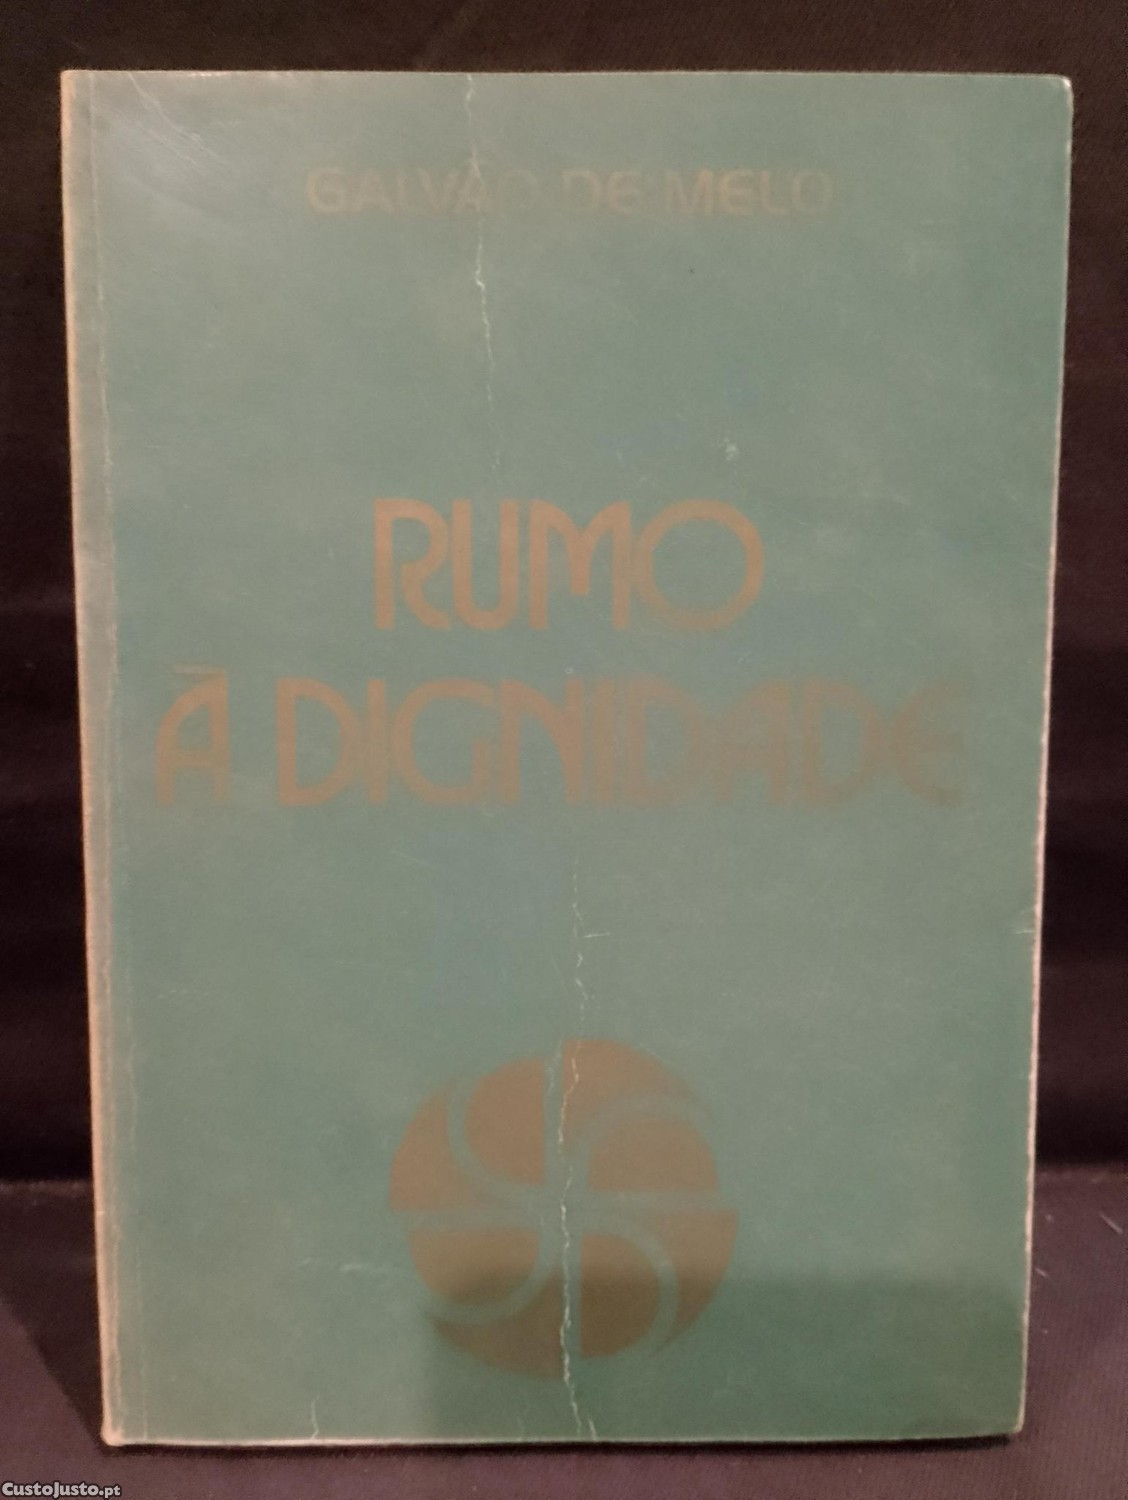 GALVÃO DE MELO
RUMO
À DIGNIDADE
CustoJusto.pt